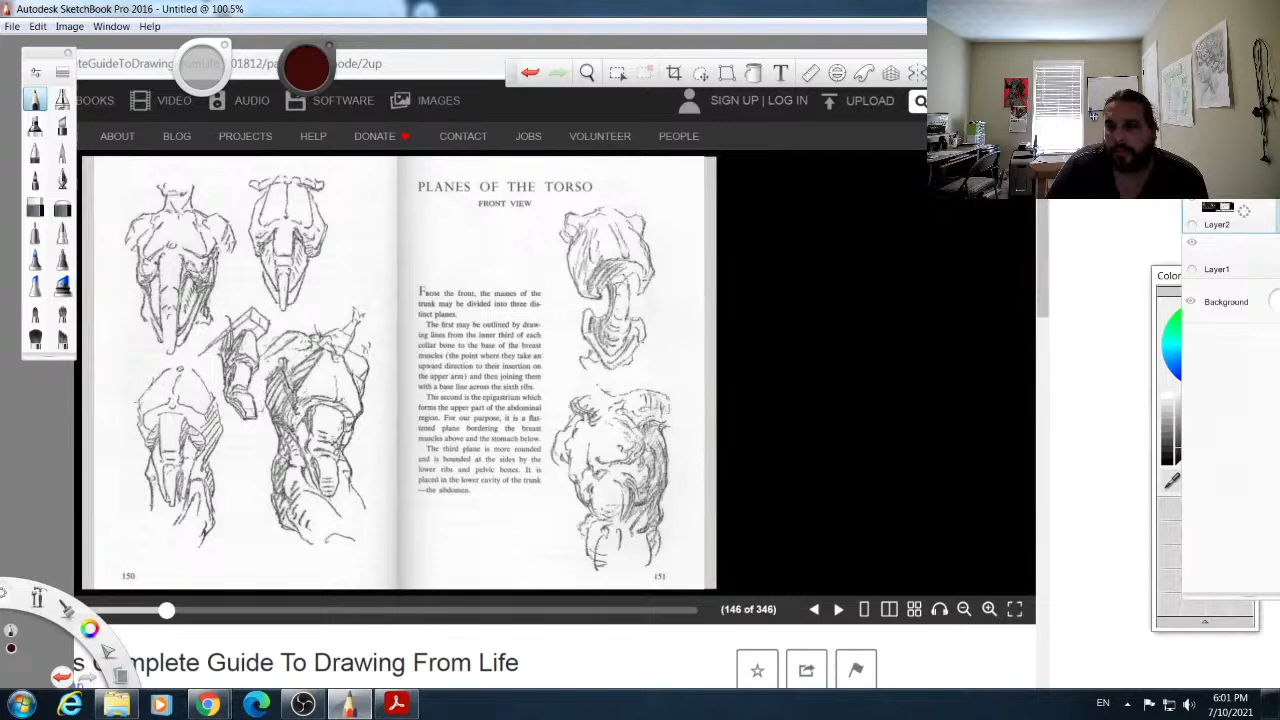 Autodesk SketchBook Pro 2016 - Untitled @ 100.5%
File Edit Image Window Help
2up
BOOKS VIDEO AUDIO IMAGES SIGN UP | LOG IN UPLOAD
ABOUT BLOG PROJECTS HELP DONATE CONTACT JOBS VOLUNTEER PEOPLE
PLANES OF THE TORSO
FRONT VIEW
FROM the front, the masses of the
trunk may be divided into three dis-
tinct planes.
The first may be outlined by draw-
ing lines from the inner third of each
collar bone to the base of the breast
muscles (the point where they take an
upward direction to their insertion on
the upper arm) and then joining them
with a base line across the sixth ribs.
The second is the epigastrium which
forms the upper part of the abdominal
region. For our purpose, it is a flat-
tened plane bordering the breast
muscles above and the stomach below.
The third plane is more rounded
and is bounded at the sides by the
lower ribs and pelvic bones. It is
placed in the lower cavity of the trunk
—the abdomen.
150
151
(146 of 346)
Complete Guide To Drawing From Life
Layer2
Layer1
Background
EN
6:01 PM
7/10/2021